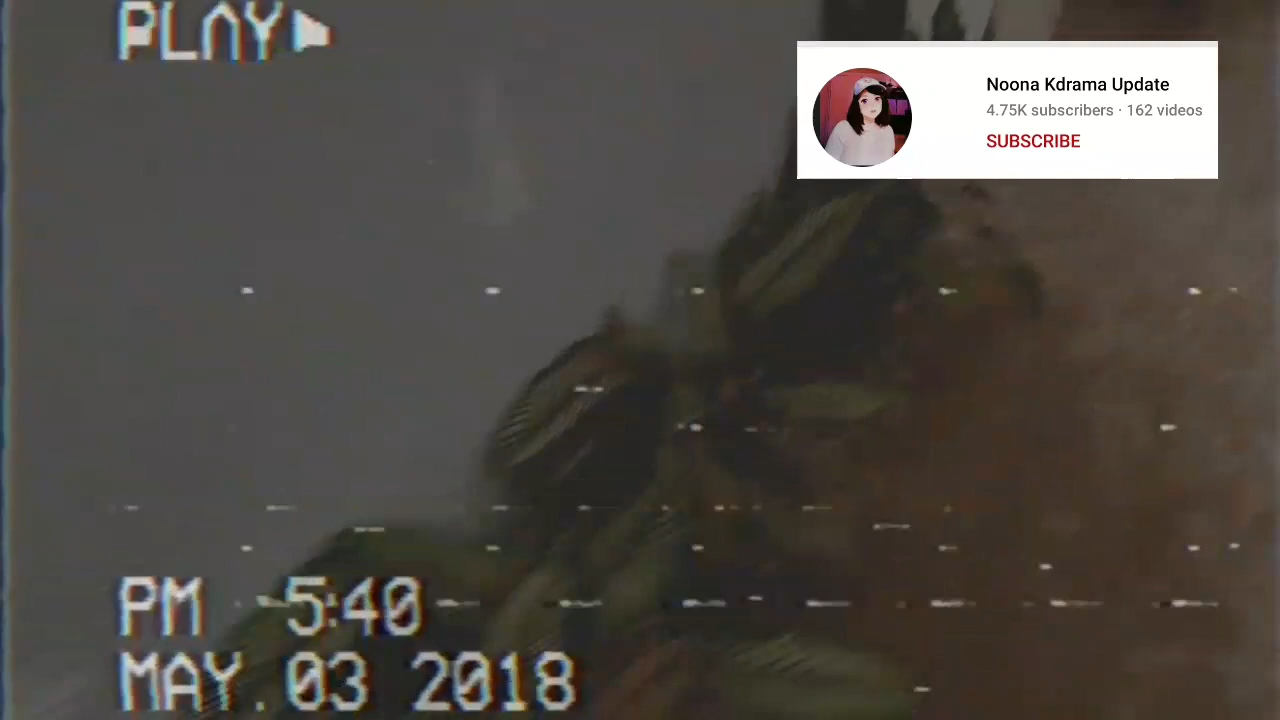 PLAY
Noona Kdrama Update
4.75K subscribers · 162 videos
SUBSCRIBE
PM 5:40
MAY.03 2018